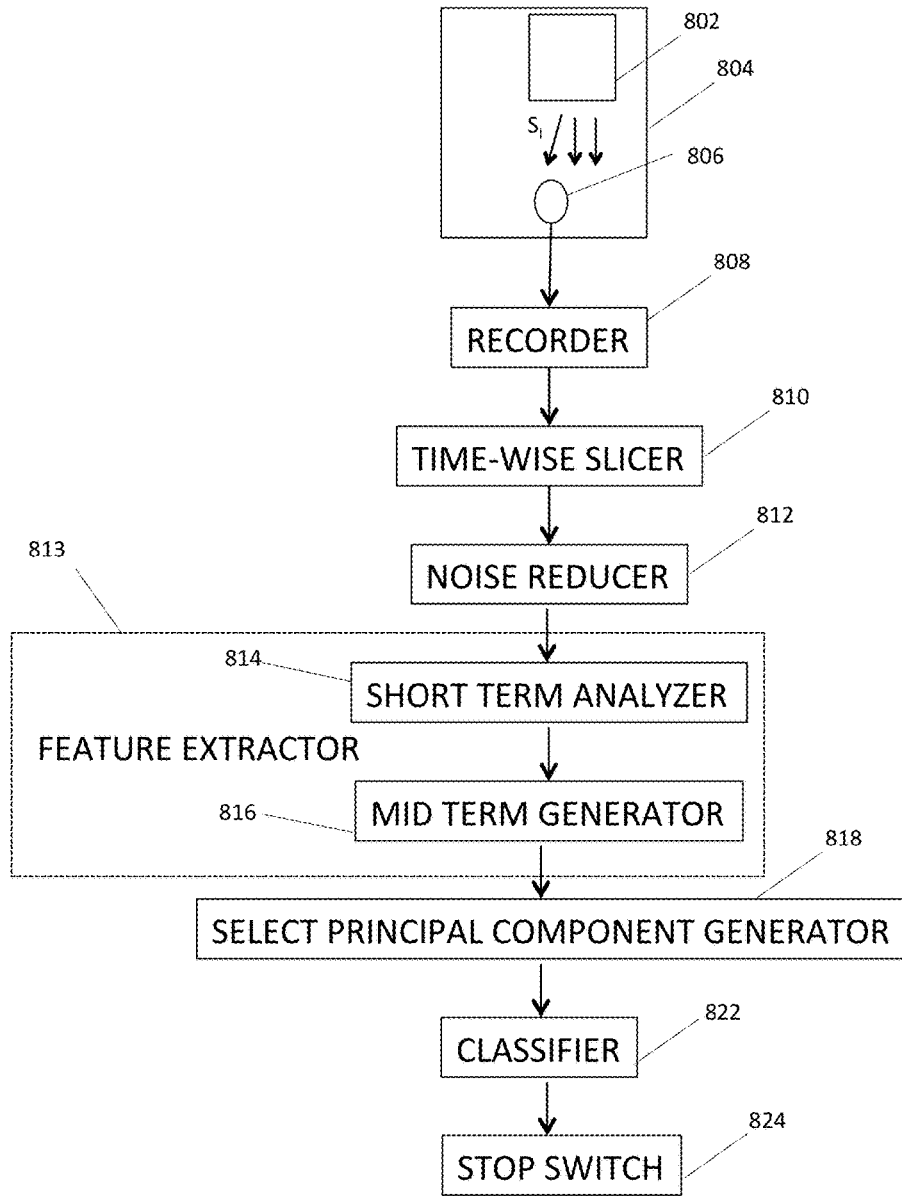 802
804
S_i
806
808
RECORDER
810
TIME-WISE SLICER
812
NOISE REDUCER
813
814
SHORT TERM ANALYZER
FEATURE EXTRACTOR
816
MID TERM GENERATOR
818
SELECT PRINCIPAL COMPONENT GENERATOR
822
CLASSIFIER
824
STOP SWITCH